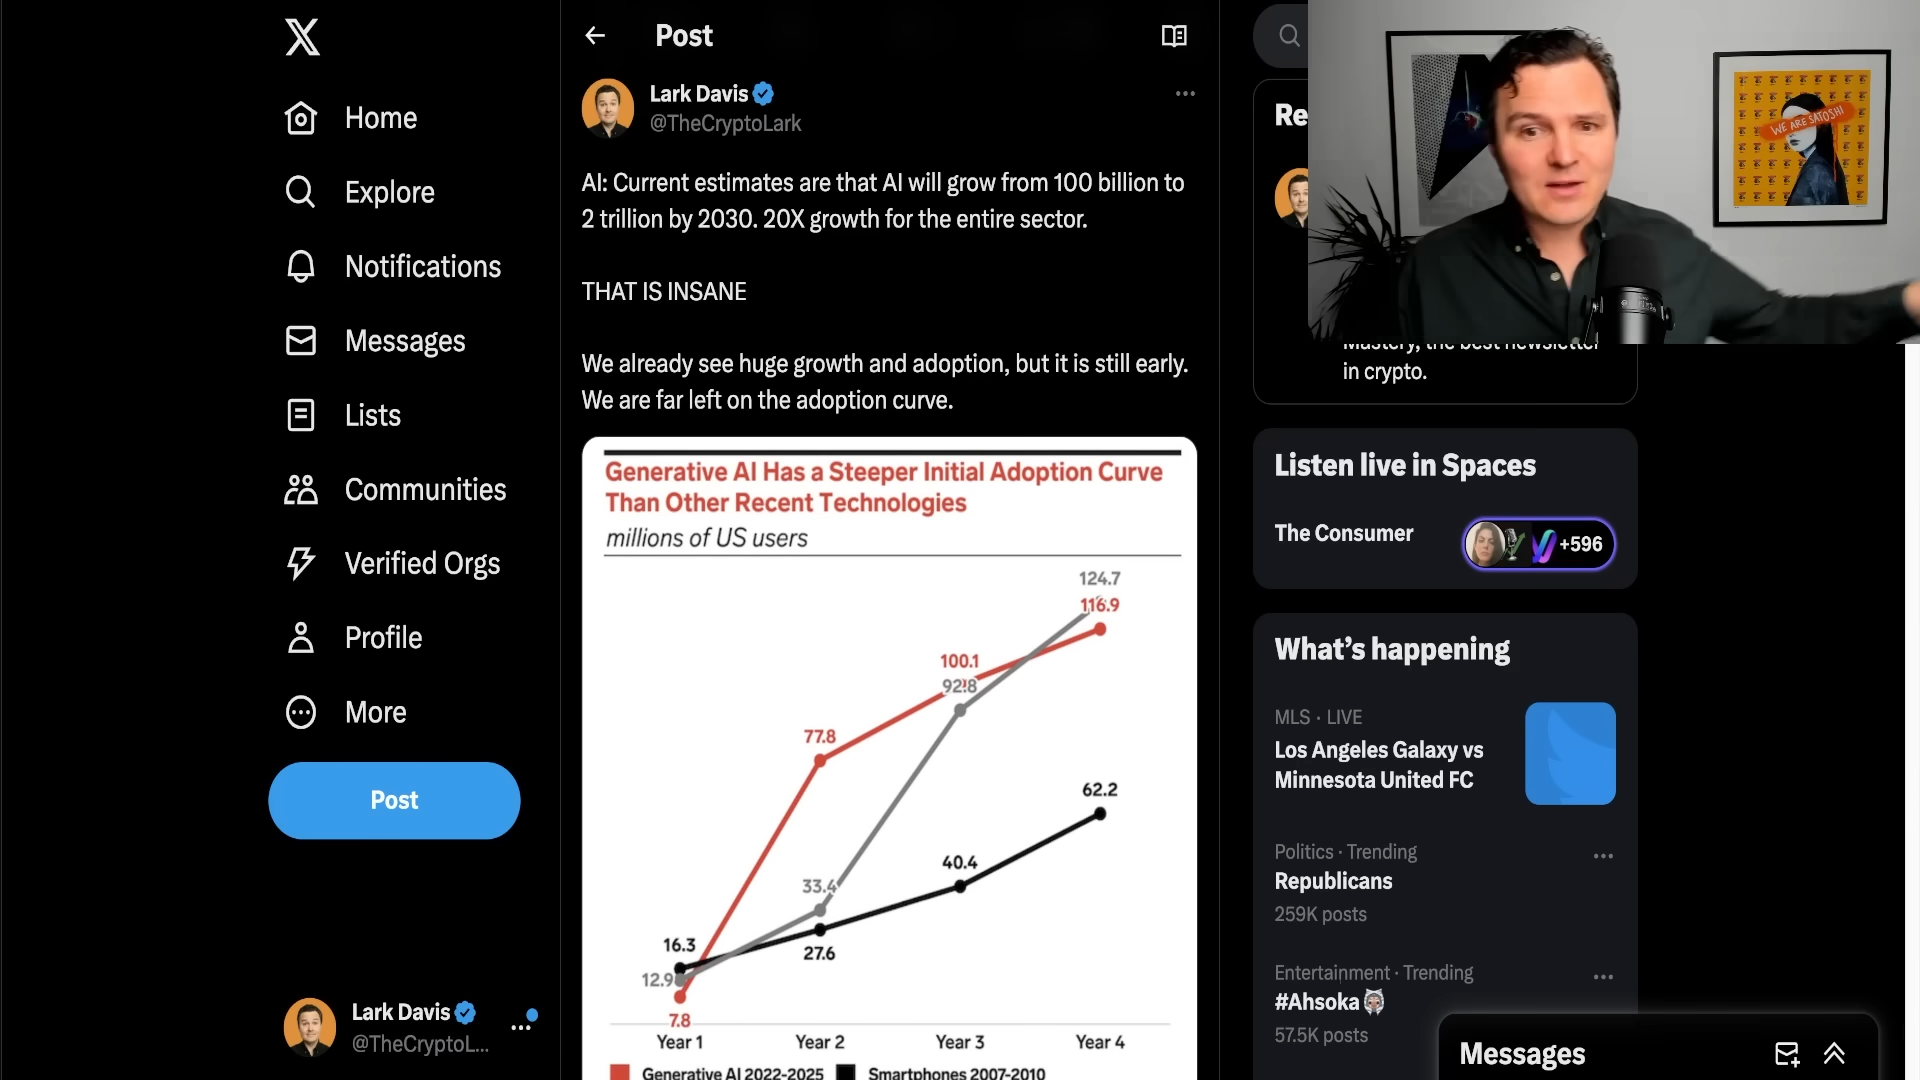 Home
Explore
Notifications
Messages
Lists
Communities
Verified Orgs
Profile
More
Post
Lark Davis
@TheCryptoL...
Post
Lark Davis
@TheCryptoLark
AI: Current estimates are that AI will grow from 100 billion to
2 trillion by 2030. 20X growth for the entire sector.
THAT IS INSANE
We already see huge growth and adoption, but it is still early.
We are far left on the adoption curve.
Generative AI Has a Steeper Initial Adoption Curve
Than Other Recent Technologies
millions of US users
124.7
116.9
100.1
92.8
77.8
62.2
33.4
40.4
16.3
27.6
12.9
7.8
Year 1 Year 2 Year 3 Year 4
Generative AI 2022-2025 Smartphones 2007-2010
Re
WE ARE SATOSHI
Mastery, the best newsletter
in crypto.
Listen live in Spaces
The Consumer
+596
What's happening
MLS · LIVE
Los Angeles Galaxy vs
Minnesota United FC
Politics · Trending
Republicans
259K posts
Entertainment · Trending
#Ahsoka
57.5K posts
Messages